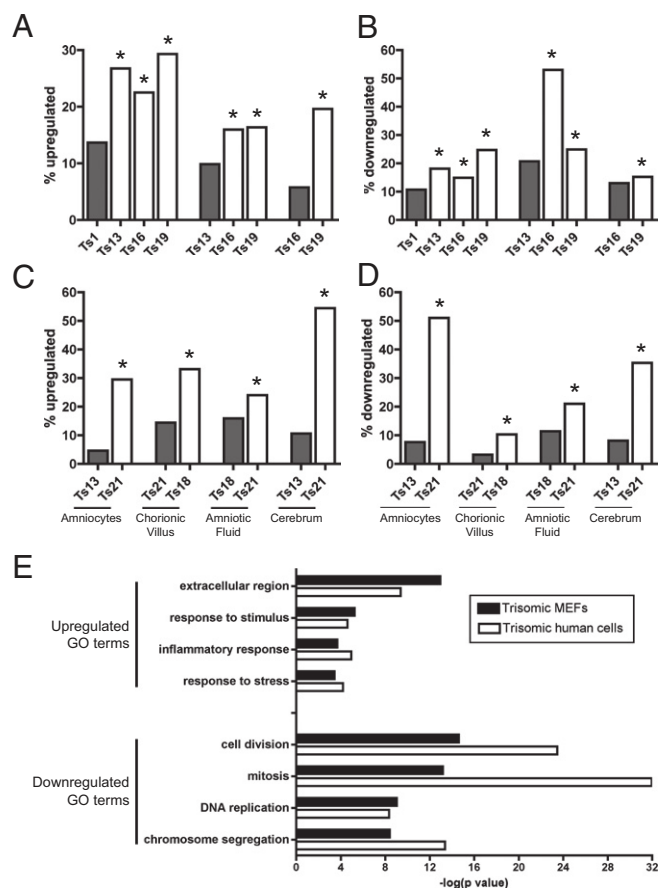 A
% upregulated
30
20
10
0
* * * * * *
Ts1 Ts13 Ts16 Ts19 Ts13 Ts16 Ts19 Ts16 Ts19
B
% downregulated
60
50
40
30
20
10
0
* * * * * *
Ts1 Ts13 Ts16 Ts19 Ts13 Ts16 Ts19 Ts16 Ts19
C
% upregulated
60
50
40
30
20
10
0
* * * *
Ts13 Ts21 Ts21 Ts18 Ts18 Ts21 Ts13 Ts21
Amniocytes Chorionic Villus Amniotic Fluid Cerebrum
D
% downregulated
60
50
40
30
20
10
0
* * * *
Ts13 Ts21 Ts21 Ts18 Ts18 Ts21 Ts13 Ts21
Amniocytes Chorionic Villus Amniotic Fluid Cerebrum
E
Upregulated
GO terms
extracellular region
response to stimulus
inflammatory response
response to stress
Trisomic MEFs
Trisomic human cells
Downregulated
GO terms
cell division
mitosis
DNA replication
chromosome segregation
0 4 8 12 16 20 24 28 32
-log(p value)